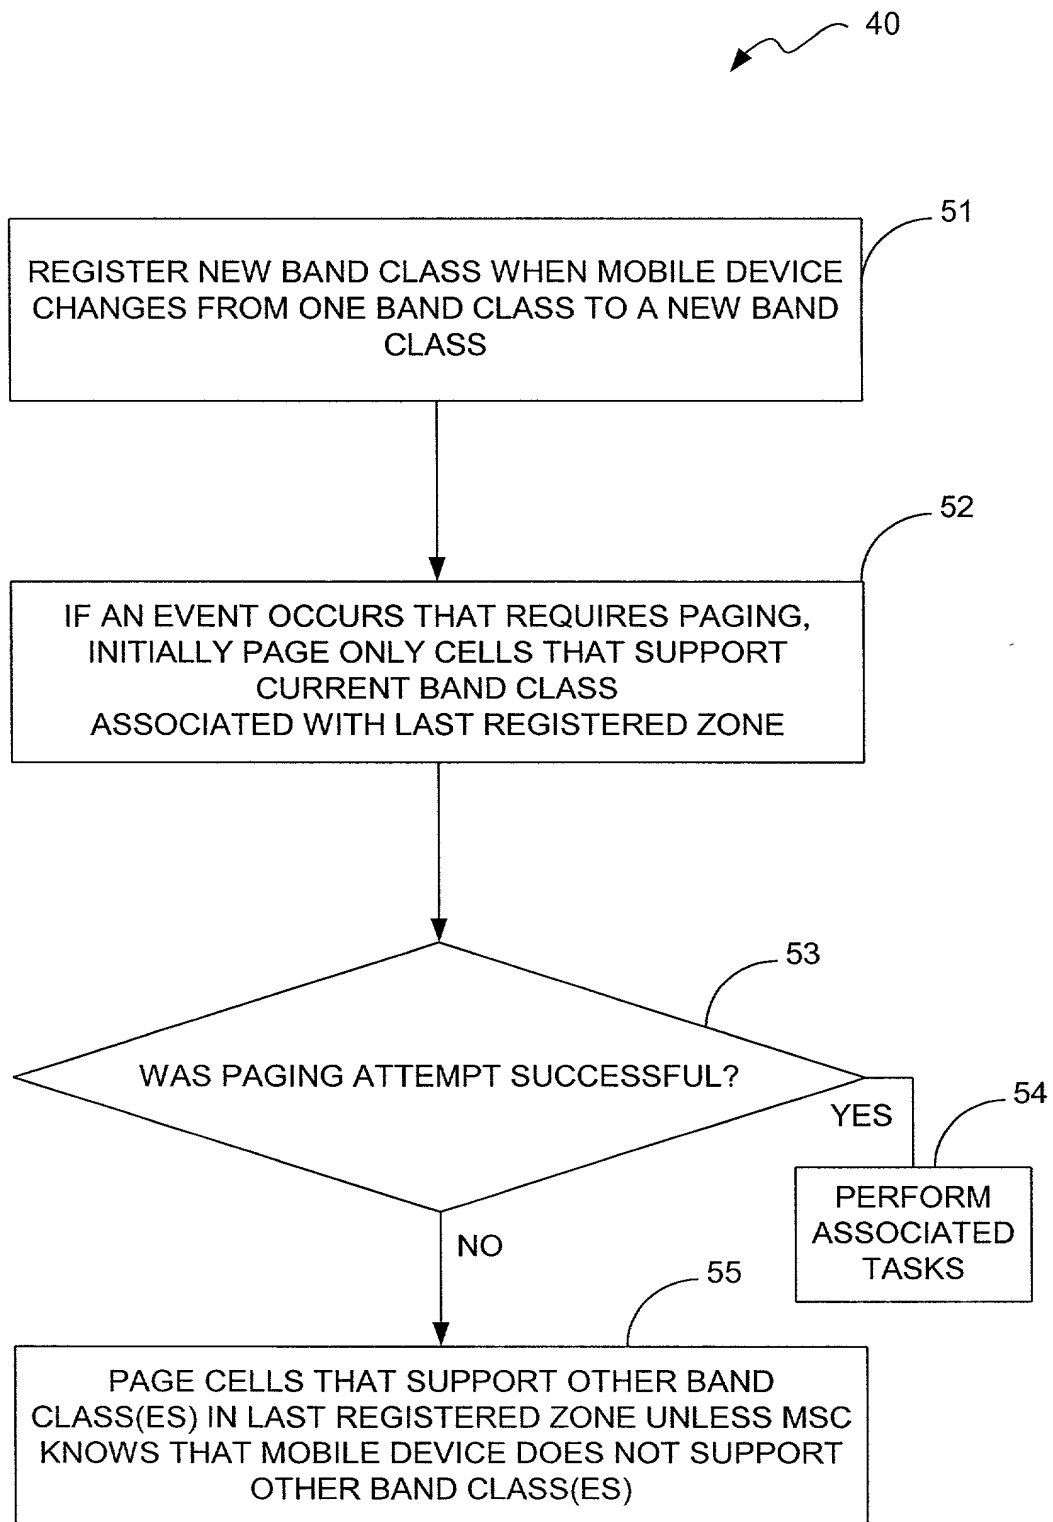 40
51
REGISTER NEW BAND CLASS WHEN MOBILE DEVICE
CHANGES FROM ONE BAND CLASS TO A NEW BAND
CLASS
52
IF AN EVENT OCCURS THAT REQUIRES PAGING,
INITIALLY PAGE ONLY CELLS THAT SUPPORT
CURRENT BAND CLASS
ASSOCIATED WITH LAST REGISTERED ZONE
53
WAS PAGING ATTEMPT SUCCESSFUL?
YES
54
PERFORM
ASSOCIATED
TASKS
NO
55
PAGE CELLS THAT SUPPORT OTHER BAND
CLASS(ES) IN LAST REGISTERED ZONE UNLESS MSC
KNOWS THAT MOBILE DEVICE DOES NOT SUPPORT
OTHER BAND CLASS(ES)